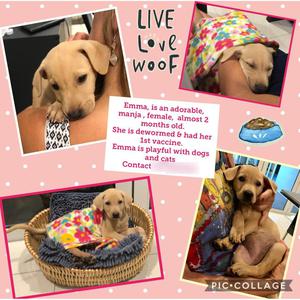 LIVE
Love
WOOF
Emma, is an adorable,
manja , female, almost 2
months old.
She is dewormed & had her
1st vaccine.
Emma is playful with dogs
and cats
Contact
PIC•COLLAGE